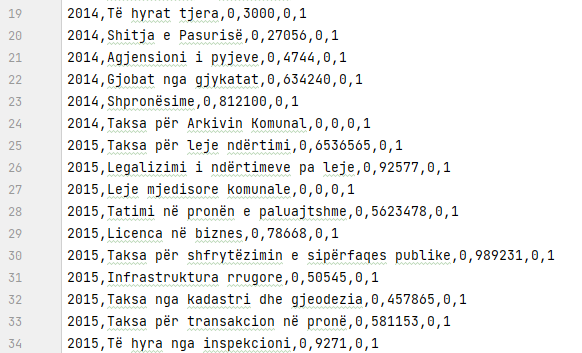 19 2014,Të hyrat tjera,0,3000,0,1
20 2014,Shitja e Pasurisë,0,27056,0,1
21 2014,Agjensioni i pyjeve,0,4744,0,1
22 2014,Gjobat nga gjykatat,0,634240,0,1
23 2014,Shpronësime,0,812100,0,1
24 2014,Taksa për Arkivin Komunal,0,0,0,1
25 2015,Taksa për leje ndërtimi,0,6536565,0,1
26 2015,Legalizimi i ndërtimeve pa leje,0,92577,0,1
27 2015,Leje mjedisore komunale,0,0,0,1
28 2015,Tatimi në pronën e paluajtshme,0,5623478,0,1
29 2015,Licenca në biznes,0,78668,0,1
30 2015,Taksa për shfrytëzimin e sipërfaqes publike,0,989231,0,1
31 2015,Infrastruktura rrugore,0,50545,0,1
32 2015,Taksa nga kadastri dhe gjeodezia,0,457865,0,1
33 2015,Taksa për transakcion në pronë,0,581153,0,1
34 2015,Të hyra nga inspekcioni,0,9271,0,1